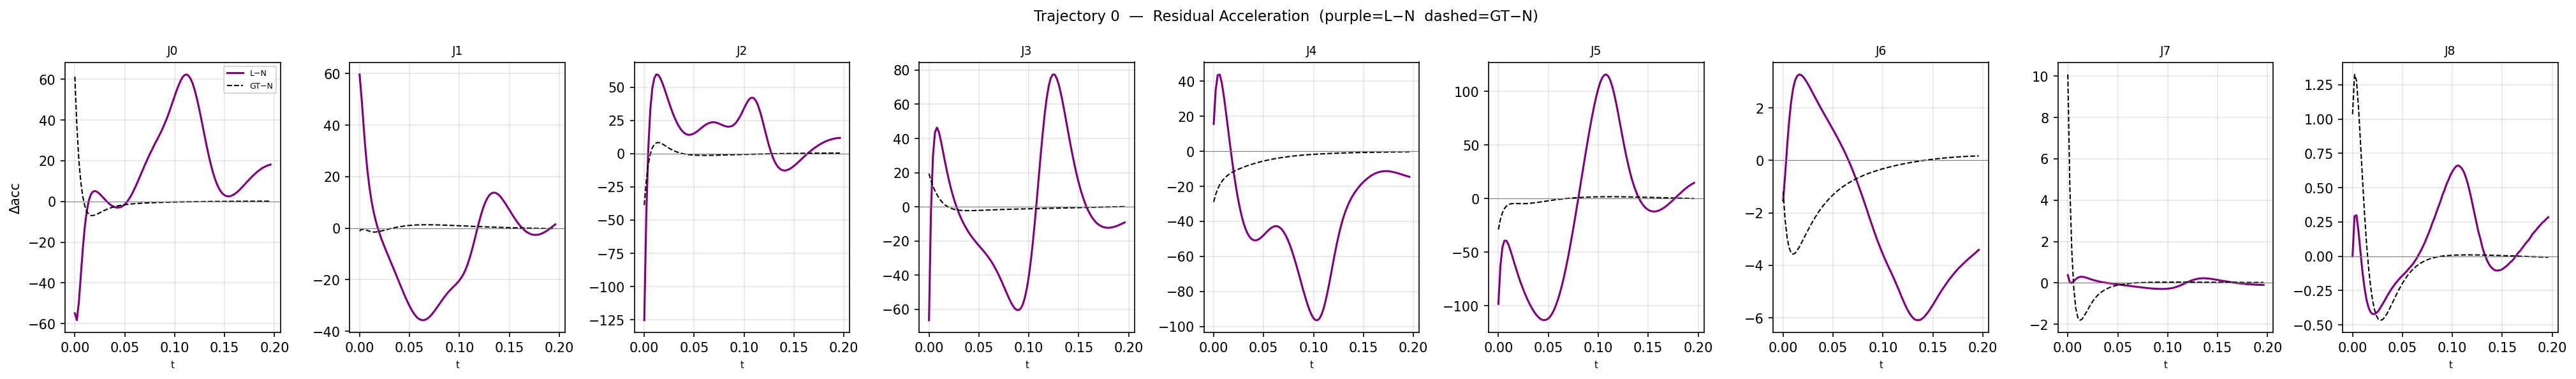 Trajectory 0 — Residual Acceleration (purple=L−N dashed=GT−N)
J0 J1 J2 J3 J4 J5 J6 J7 J8
L−N
GT−N
Δacc
60 40 20 0 −20 −40 −60
60 40 20 0 −20 −40
50 25 0 −25 −50 −75 −100 −125
80 60 40 20 0 −20 −40 −60
40 20 0 −20 −40 −60 −80 −100
100 50 0 −50 −100
2 0 −2 −4 −6
10 8 6 4 2 0 −2
1.25 1.00 0.75 0.50 0.25 0.00 −0.25 −0.50
0.00 0.05 0.10 0.15 0.20 0.00 0.05 0.10 0.15 0.20 0.00 0.05 0.10 0.15 0.20 0.00 0.05 0.10 0.15 0.20 0.00 0.05 0.10 0.15 0.20 0.00 0.05 0.10 0.15 0.20 0.00 0.05 0.10 0.15 0.20 0.00 0.05 0.10 0.15 0.20 0.00 0.05 0.10 0.15 0.20
t t t t t t t t t